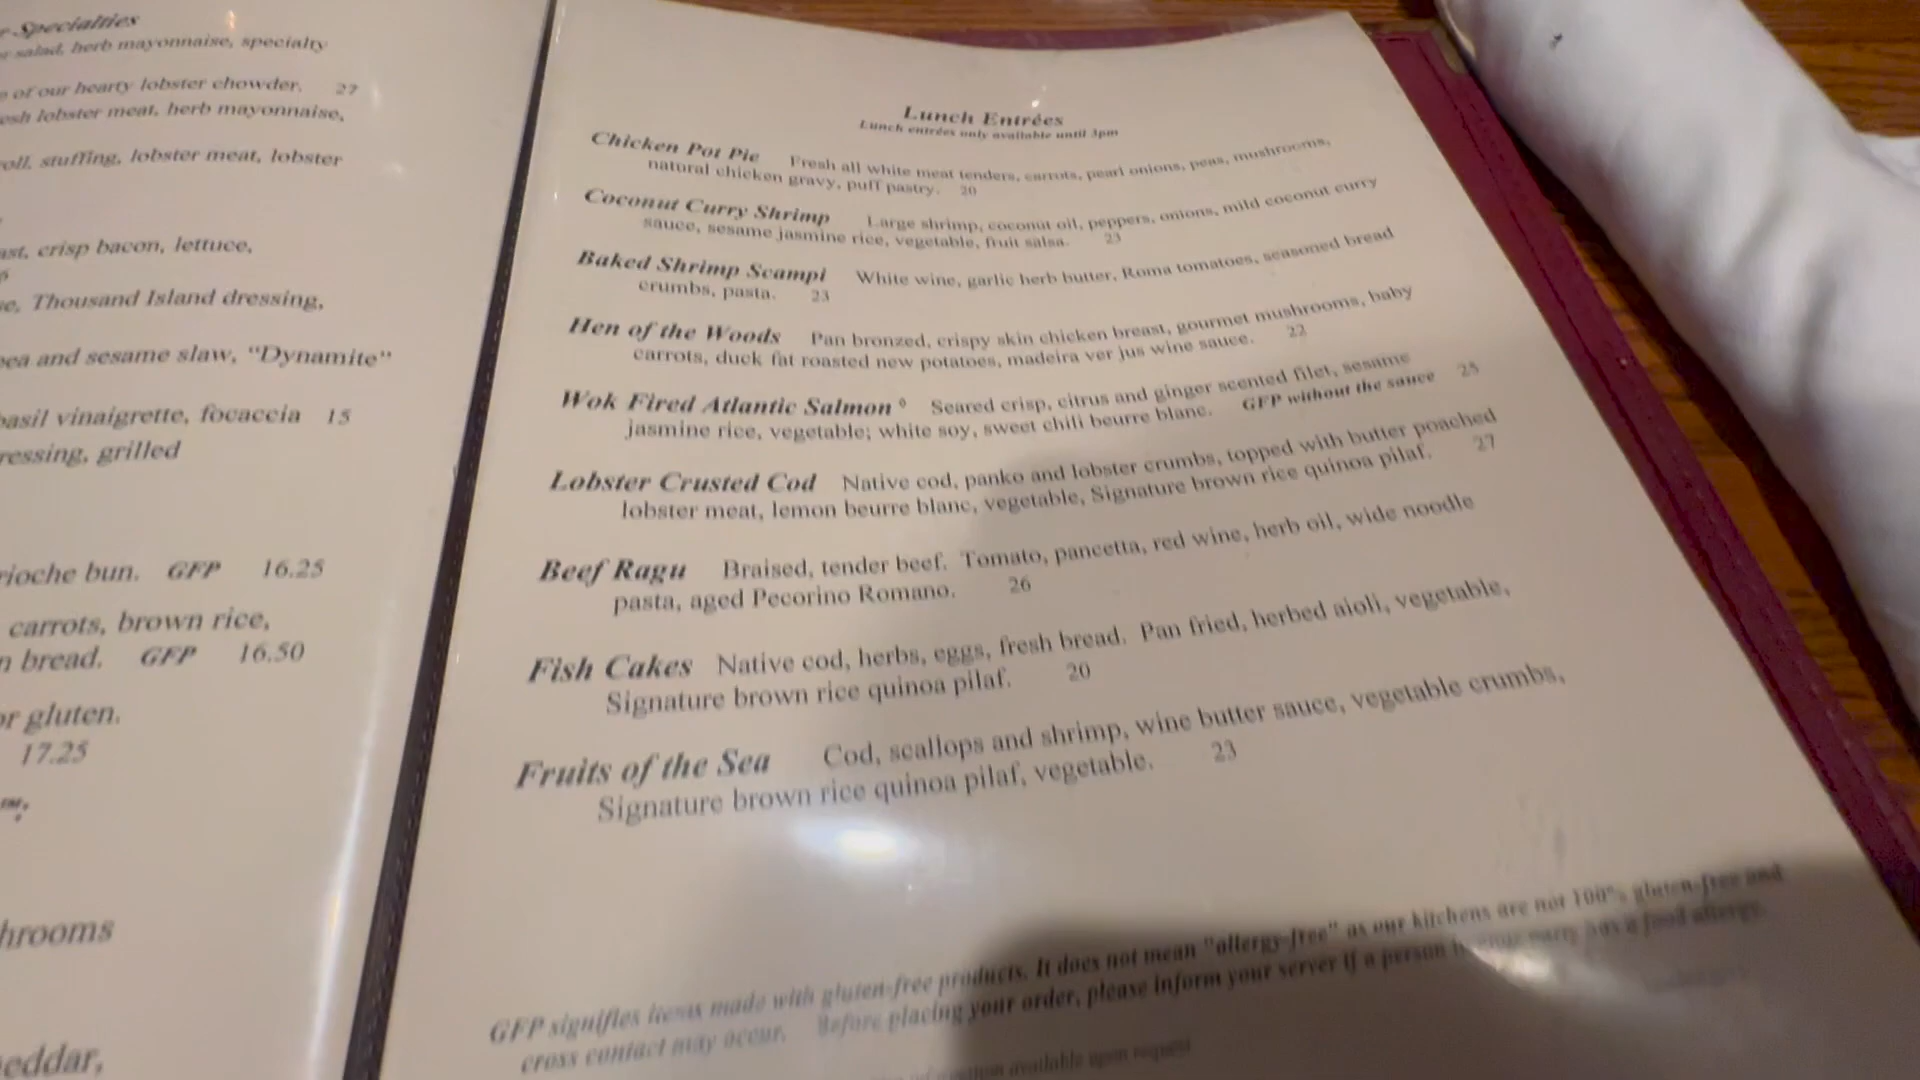 Specialties
salad, herb mayonnaise, specialty
of our hearty lobster chowder. 27
lobster meat, herb mayonnaise,
stuffing, lobster meat, lobster
crisp bacon, lettuce,
Thousand Island dressing,
and sesame slaw, "Dynamite"
basil vinaigrette, focaccia 15
grilled
bun. GFP 16.25
carrots, brown rice,
bread. GFP 16.50
or gluten.
17.25
Lunch Entrées
Lunch entrées only available until 3pm
Chicken Pot Pie Fresh all white meat tenders, carrots, pearl onions, peas, mushrooms,
natural chicken gravy, puff pastry. 20
Coconut Curry Shrimp Large shrimp, coconut oil, peppers, onions, mild coconut curry
sauce, sesame jasmine rice, vegetable, fruit salsa. 23
Baked Shrimp Scampi White wine, garlic herb butter, Roma tomatoes, seasoned bread
crumbs, pasta. 23
Hen of the Woods Pan bronzed, crispy skin chicken breast, gourmet mushrooms, baby
carrots, duck fat roasted new potatoes, madeira ver jus wine sauce. 22
Wok Fired Atlantic Salmon ° Seared crisp, citrus and ginger scented filet, sesame
jasmine rice, vegetable; white soy, sweet chili beurre blanc. GFP without the sauce 25
Lobster Crusted Cod Native cod, panko and lobster crumbs, topped with butter poached
lobster meat, lemon beurre blanc, vegetable, Signature brown rice quinoa pilaf. 27
Beef Ragu Braised, tender beef. Tomato, pancetta, red wine, herb oil, wide noodle
pasta, aged Pecorino Romano. 26
Fish Cakes Native cod, herbs, eggs, fresh bread. Pan fried, herbed aioli, vegetable,
Signature brown rice quinoa pilaf. 20
Fruits of the Sea Cod, scallops and shrimp, wine butter sauce, vegetable crumbs,
Signature brown rice quinoa pilaf, vegetable. 23
GFP signifies items made with gluten-free products. It does not mean "allergy-free" as our kitchens are not 100% gluten-free and
cross contact may occur. Before placing your order, please inform your server if a person in your party has a food allergy.
available upon request